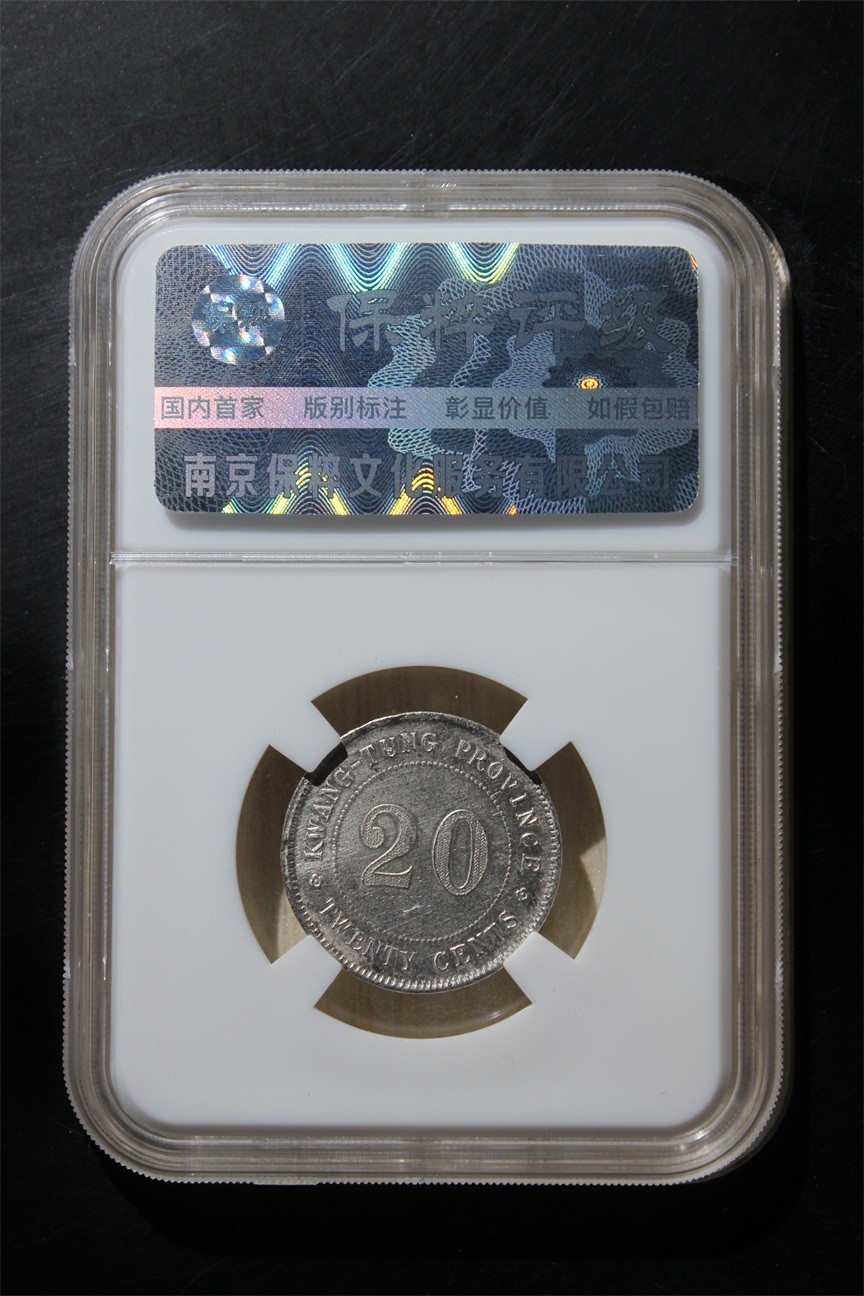 保粹评级
国内首家 版别标注 彰显价值 如假包赔
南京保粹文化服务有限公司
KWANG-TUNG PROVINCE
20
TWENTY CENTS